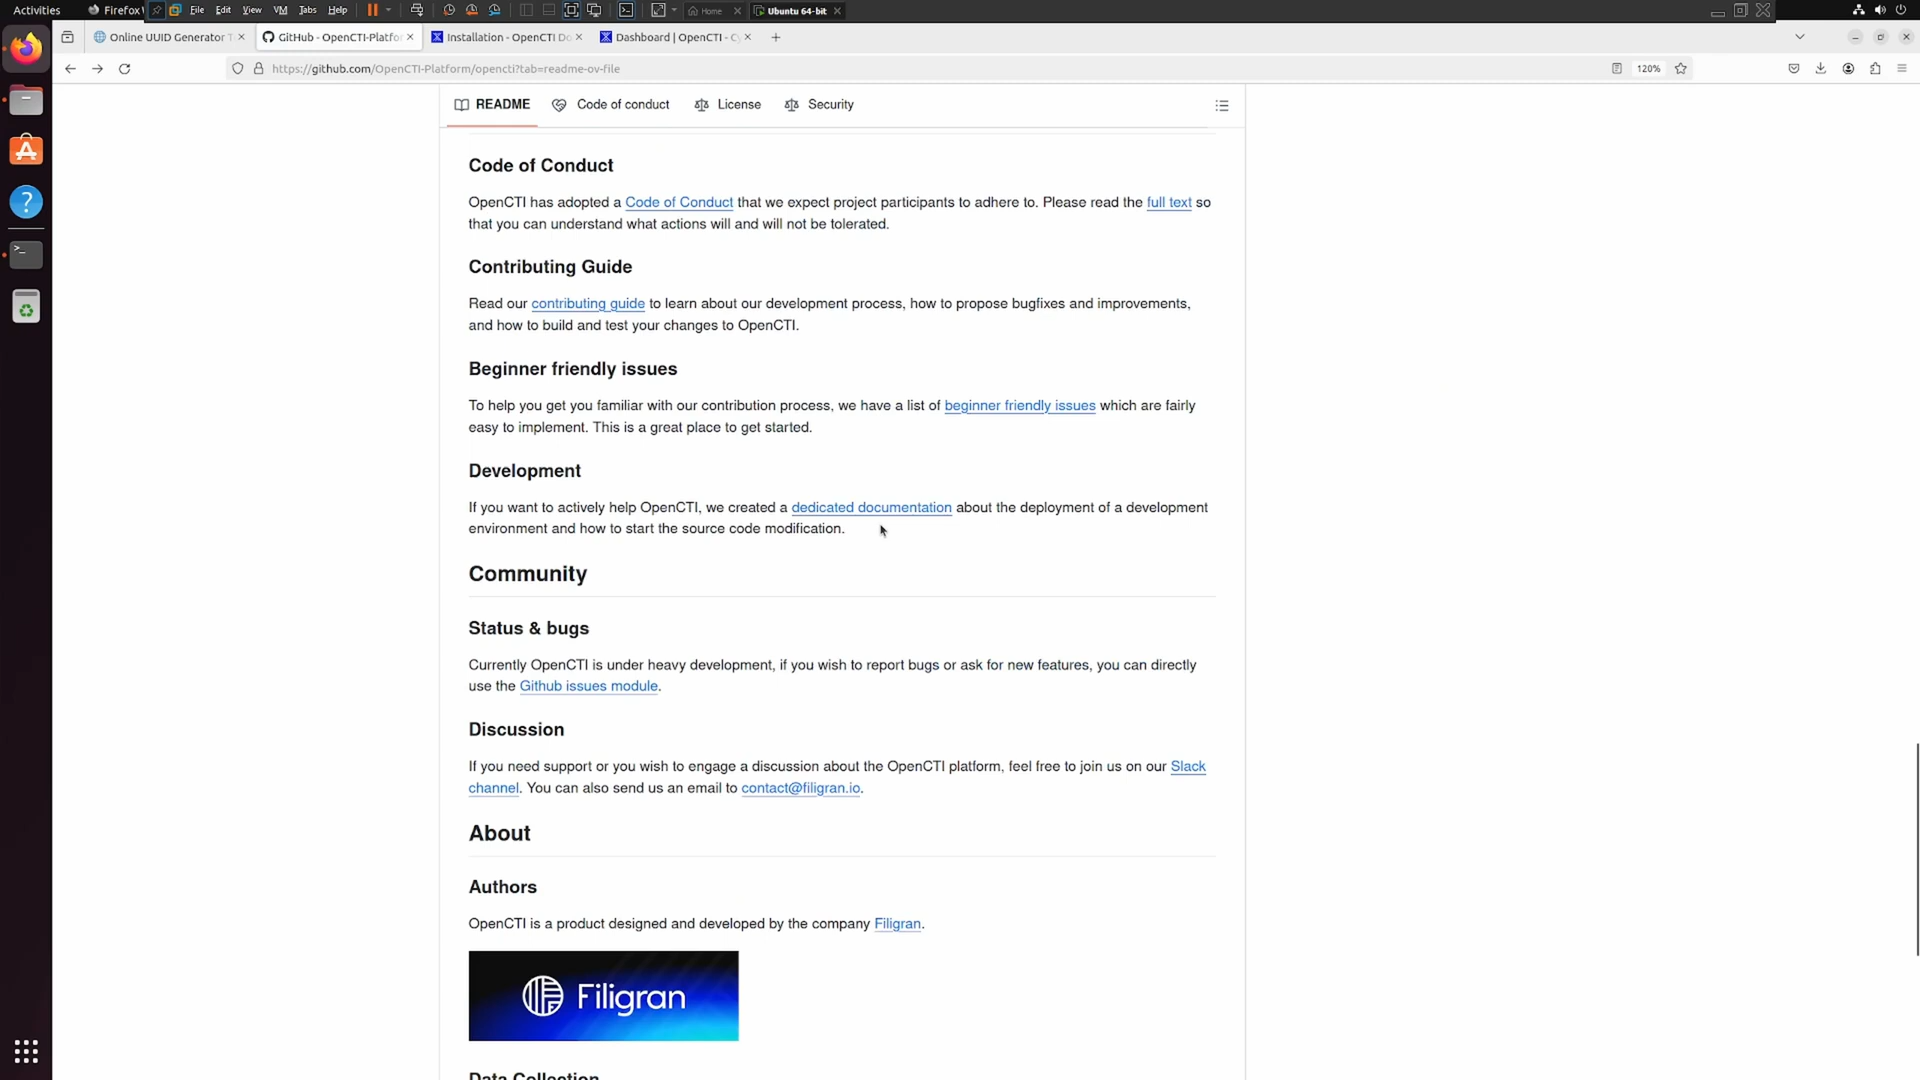 Activities
Firefox
File
Edit
View
VM
Tabs
Help
Home
Ubuntu 64-bit
Online UUID Generator T
GitHub - OpenCTI-Platfor
Installation - OpenCTI Do
Dashboard | OpenCTI - Cy
https://github.com/OpenCTI-Platform/opencti?tab=readme-ov-file
120%
README
Code of conduct
License
Security
Code of Conduct
OpenCTI has adopted a Code of Conduct that we expect project participants to adhere to. Please read the full text so
that you can understand what actions will and will not be tolerated.
Contributing Guide
Read our contributing guide to learn about our development process, how to propose bugfixes and improvements,
and how to build and test your changes to OpenCTI.
Beginner friendly issues
To help you get you familiar with our contribution process, we have a list of beginner friendly issues which are fairly
easy to implement. This is a great place to get started.
Development
If you want to actively help OpenCTI, we created a dedicated documentation about the deployment of a development
environment and how to start the source code modification.
Community
Status & bugs
Currently OpenCTI is under heavy development, if you wish to report bugs or ask for new features, you can directly
use the Github issues module.
Discussion
If you need support or you wish to engage a discussion about the OpenCTI platform, feel free to join us on our Slack
channel. You can also send us an email to contact@filigran.io.
About
Authors
OpenCTI is a product designed and developed by the company Filigran.
Filigran
Data Collection